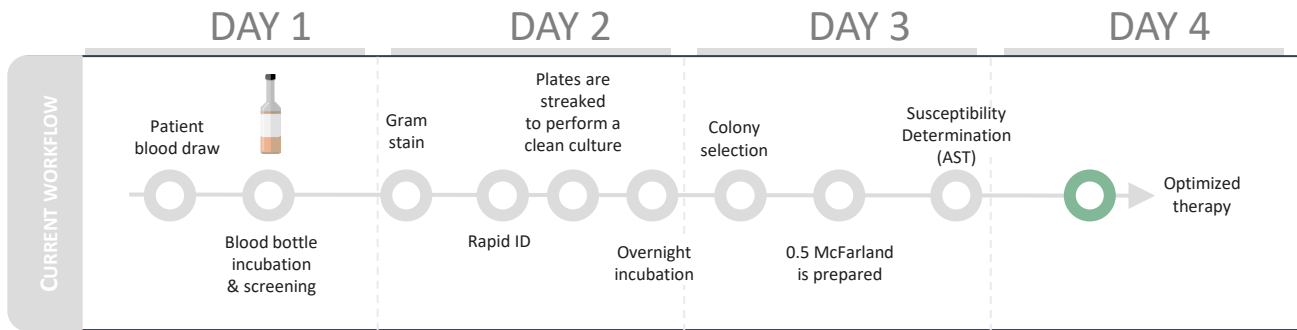 DAY 1
DAY 2
DAY 3
DAY 4
CURRENT WORKFLOW
Patient
blood draw
Blood bottle
incubation
& screening
Gram
stain
Rapid ID
Plates are
streaked
to perform a
clean culture
Overnight
incubation
Colony
selection
0.5 McFarland
is prepared
Susceptibility
Determination
(AST)
Optimized
therapy